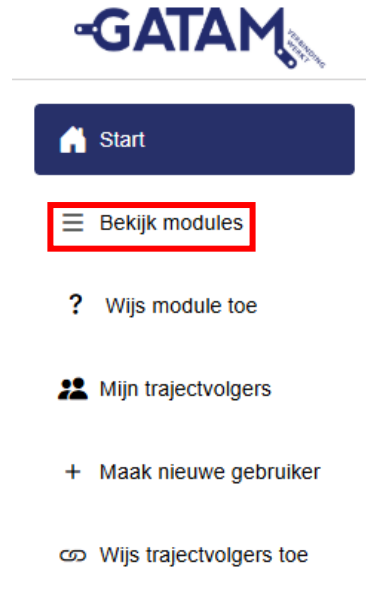 GATAM
VERBINDING
WERKT
Start
Bekijk modules
? Wijs module toe
Mijn trajectvolgers
+ Maak nieuwe gebruiker
Wijs trajectvolgers toe